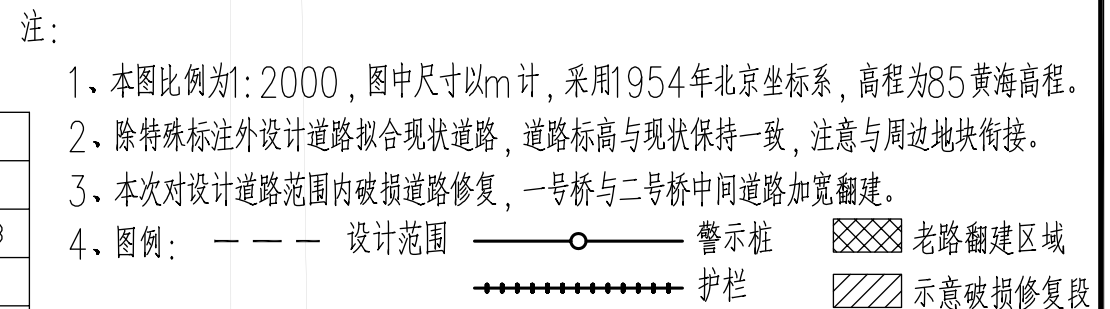 注:
1、本图比例为1:2000,图中尺寸以m计,采用1954年北京坐标系,高程为85黄海高程。
2、除特殊标注外设计道路拟合现状道路,道路标高与现状保持一致,注意与周边地块衔接。
3、本次对设计道路范围内破损道路修复,一号桥与二号桥中间道路加宽翻建。
4、图例: 设计范围 警示桩 老路翻建区域
护栏 示意破损修复段